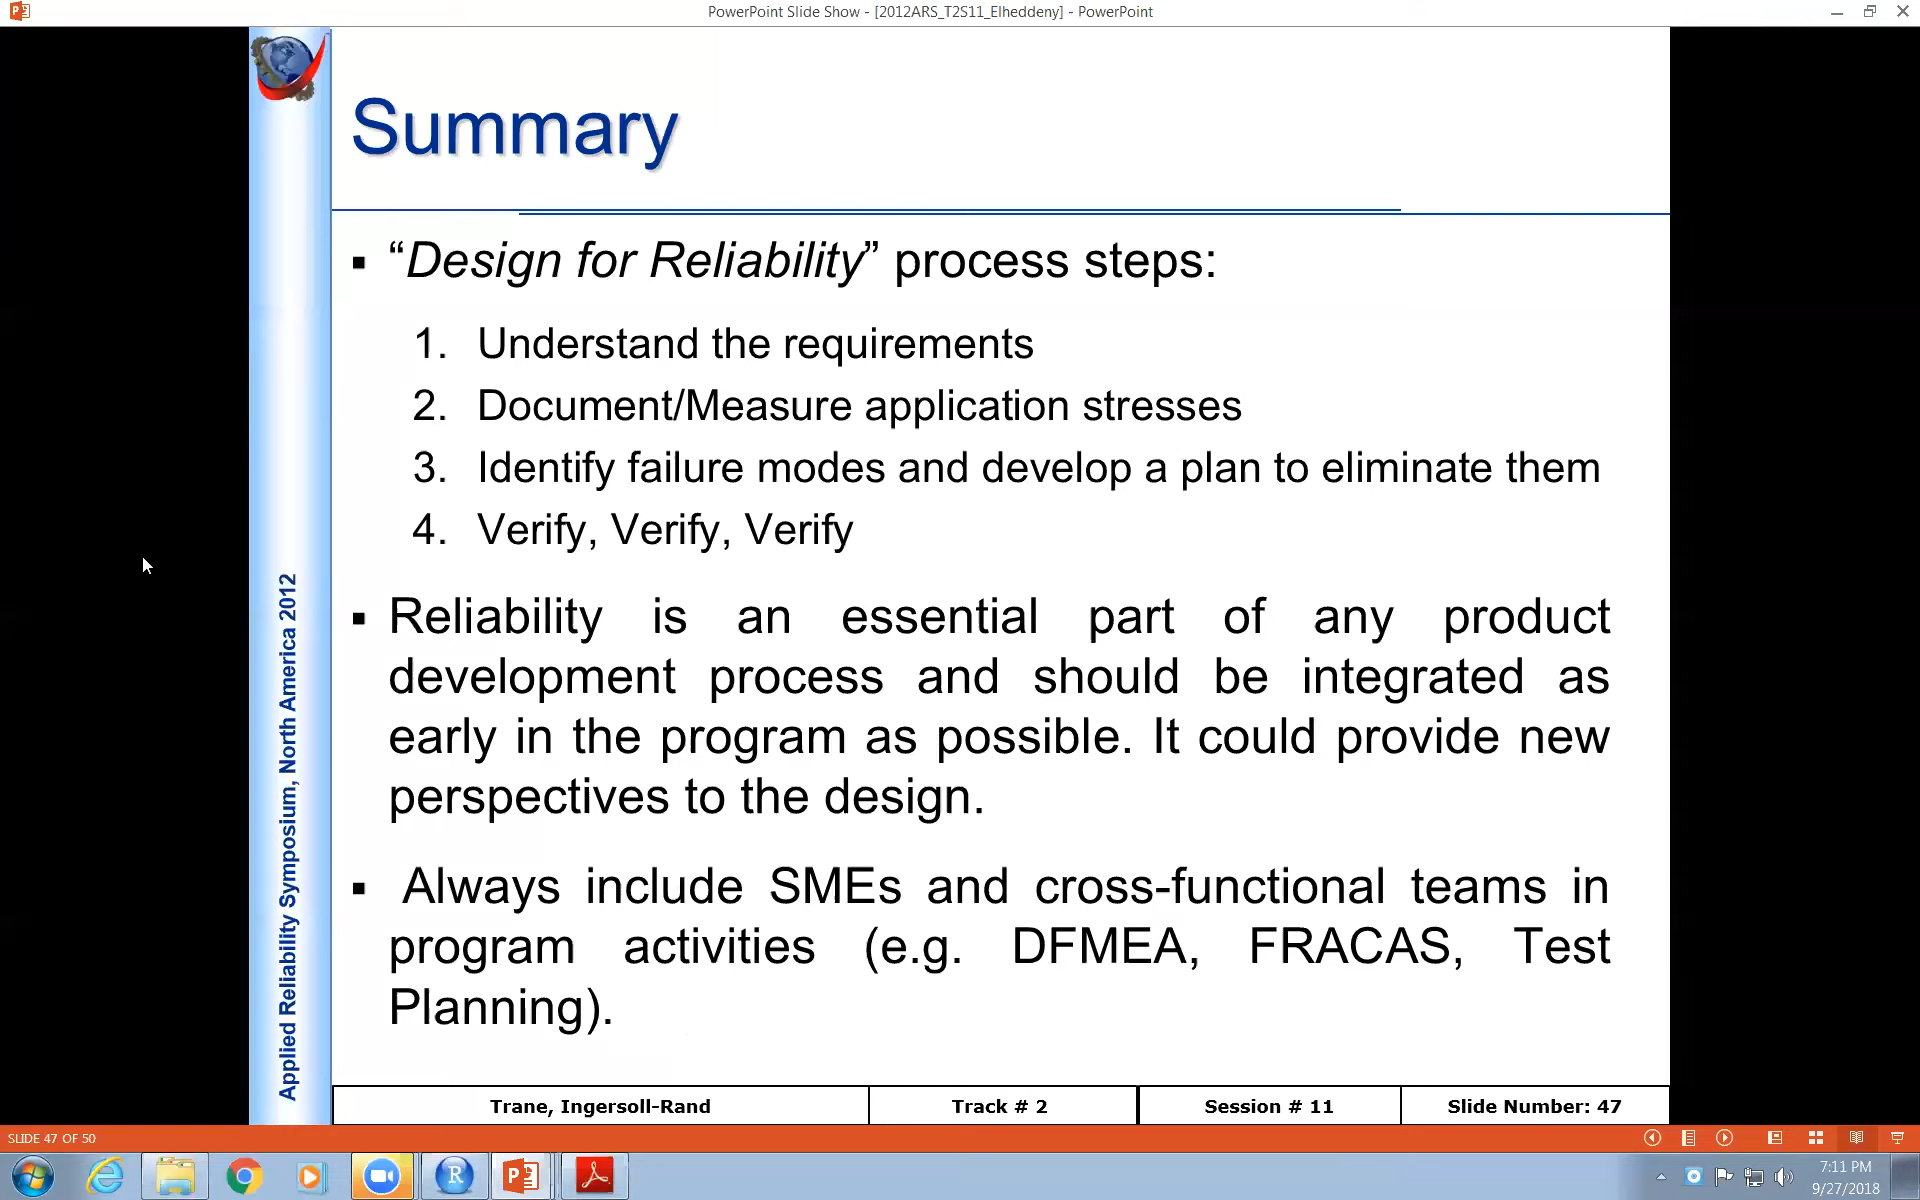 PowerPoint Slide Show - [2012ARS_T2S11_Elheddeny] - PowerPoint
Summary
▪ “Design for Reliability” process steps:
1. Understand the requirements
2. Document/Measure application stresses
3. Identify failure modes and develop a plan to eliminate them
4. Verify, Verify, Verify
▪ Reliability is an essential part of any product
development process and should be integrated as
early in the program as possible. It could provide new
perspectives to the design.
▪ Always include SMEs and cross-functional teams in
program activities (e.g. DFMEA, FRACAS, Test
Planning).
Applied Reliability Symposium, North America 2012
Trane, Ingersoll-Rand
Track # 2
Session # 11
Slide Number: 47
SLIDE 47 OF 50
7:11 PM
9/27/2018